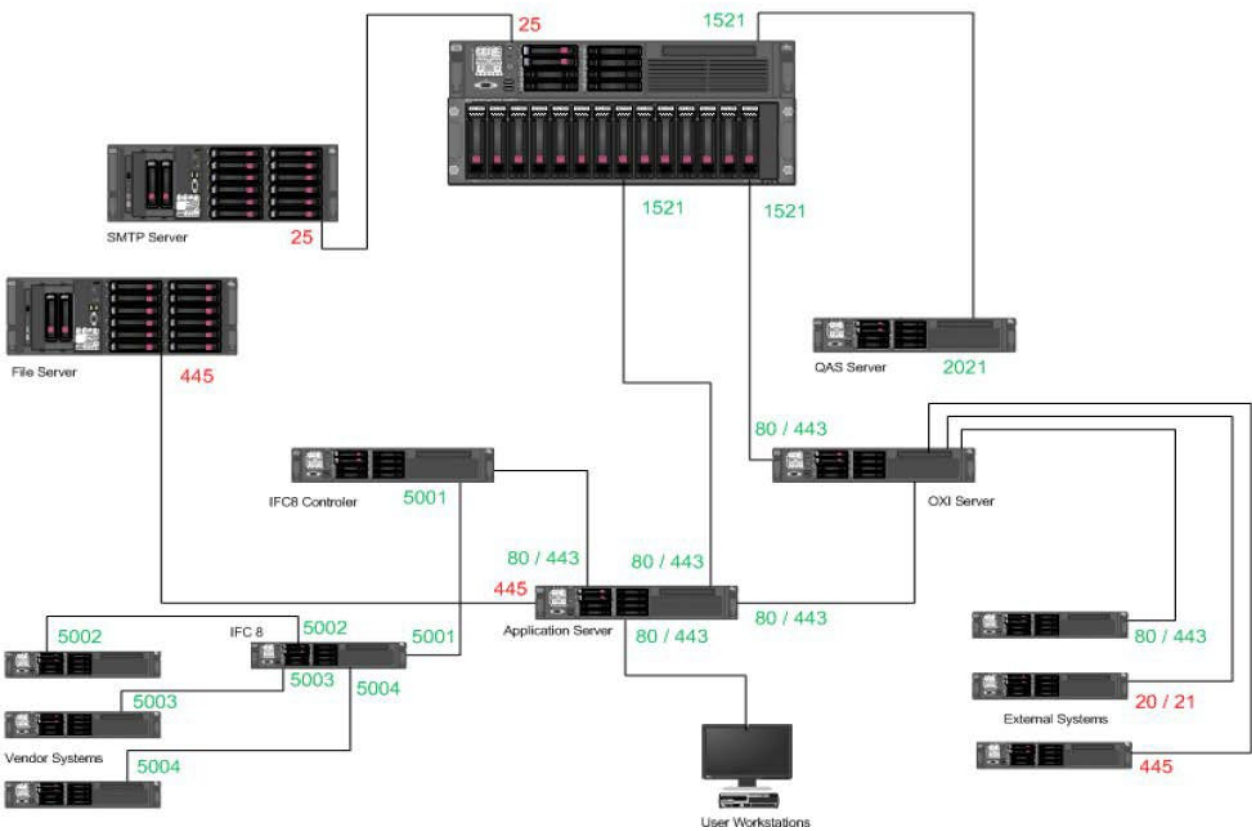 25
1521
SMTP Server
25
1521
1521
File Server
445
QAS Server
2021
80 / 443
IFC8 Controler
5001
OXI Server
80 / 443
80 / 443
445
Application Server
80 / 443
80 / 443
5002
IFC 8
5002
5001
5003
5004
5003
Vendor Systems
5004
80 / 443
20 / 21
External Systems
445
User Workstations